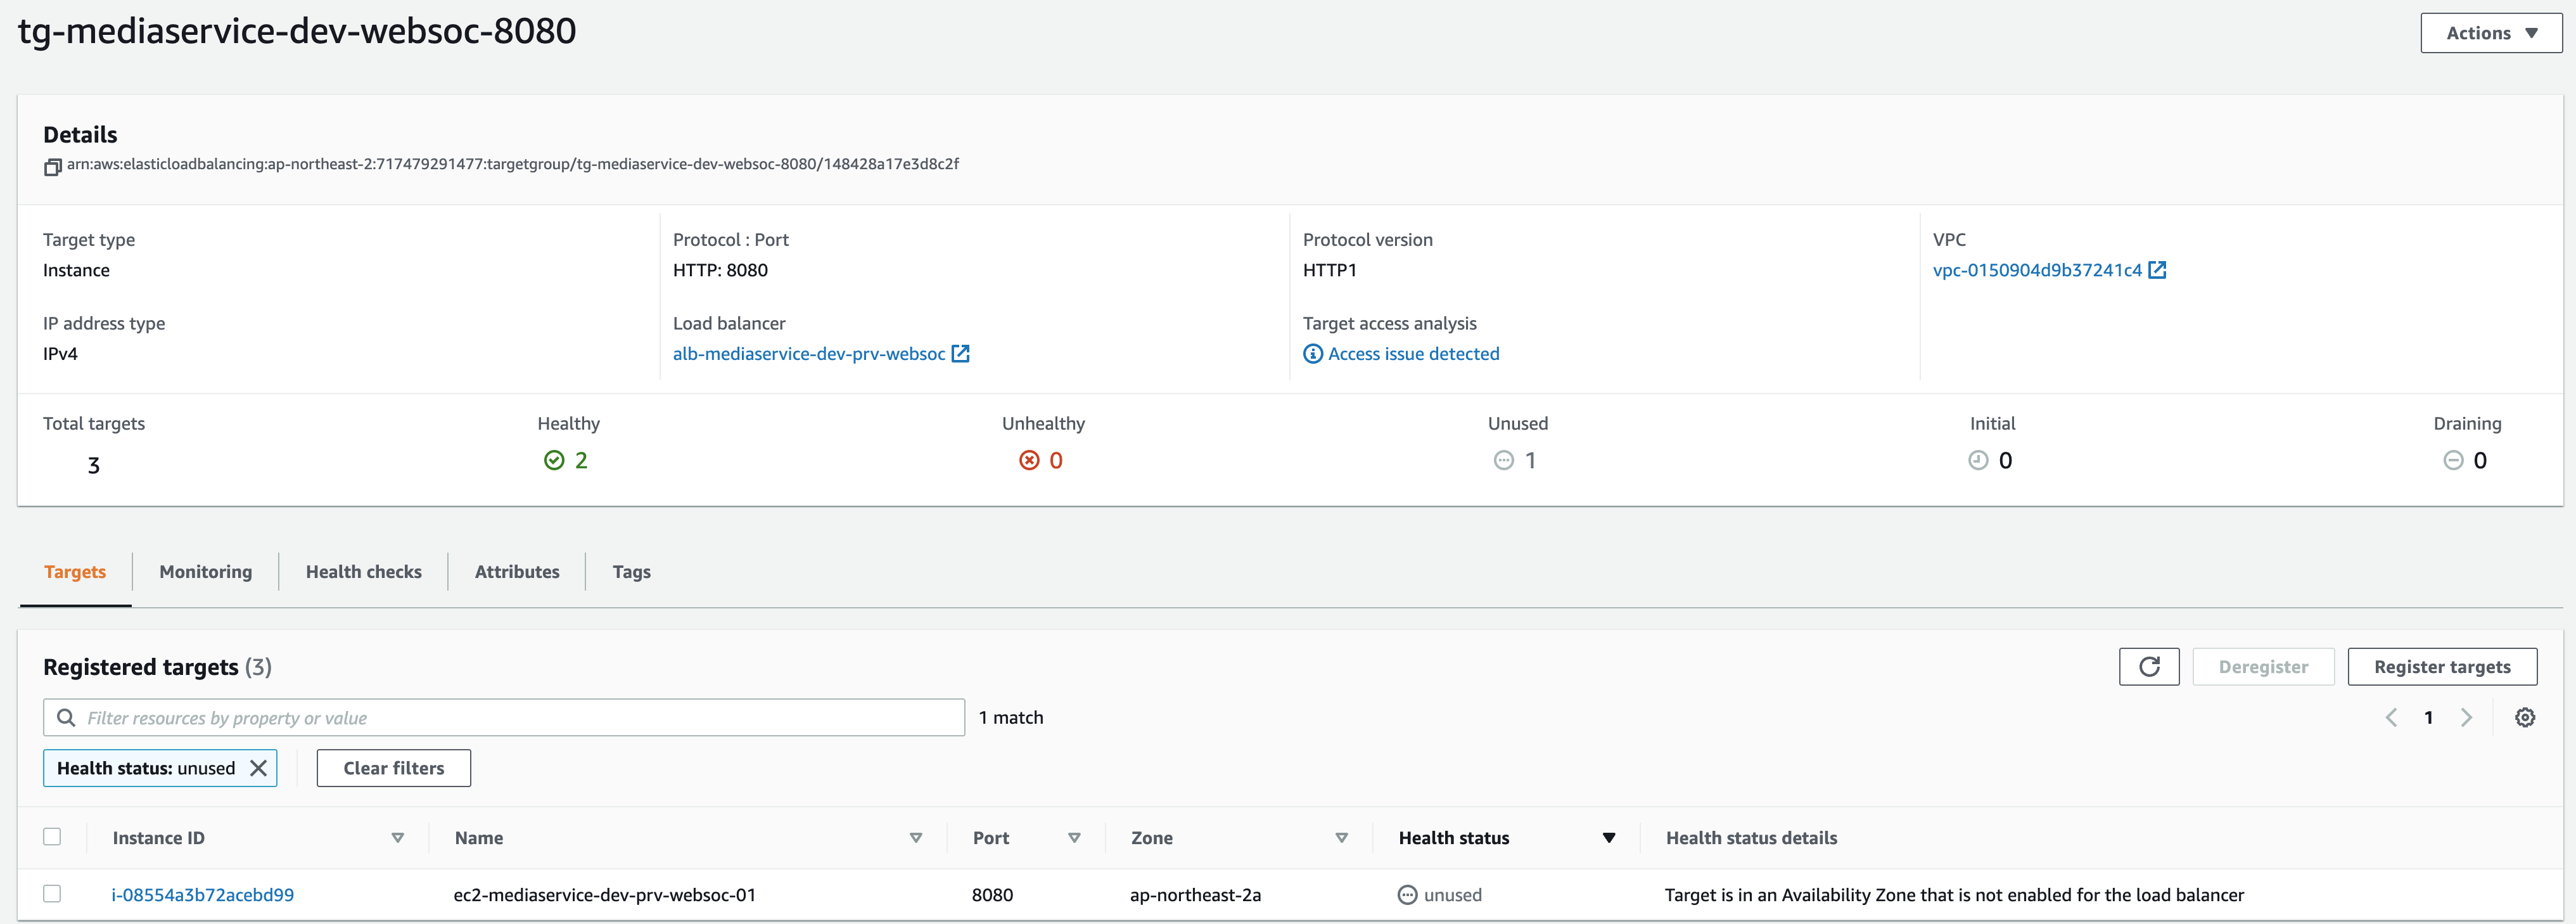 tg-mediaservice-dev-websoc-8080
Actions
Details
arn:aws:elasticloadbalancing:ap-northeast-2:717479291477:targetgroup/tg-mediaservice-dev-websoc-8080/148428a17e3d8c2f
Target type
Instance
Protocol : Port
HTTP: 8080
Protocol version
HTTP1
VPC
vpc-0150904d9b37241c4
IP address type
IPv4
Load balancer
alb-mediaservice-dev-prv-websoc
Target access analysis
Access issue detected
Total targets
3
Healthy
2
Unhealthy
0
Unused
1
Initial
0
Draining
0
Targets
Monitoring
Health checks
Attributes
Tags
Registered targets (3)
Deregister
Register targets
Filter resources by property or value
1 match
1
Health status: unused
Clear filters
Instance ID
Name
Port
Zone
Health status
Health status details
i-08554a3b72acebd99
ec2-mediaservice-dev-prv-websoc-01
8080
ap-northeast-2a
unused
Target is in an Availability Zone that is not enabled for the load balancer